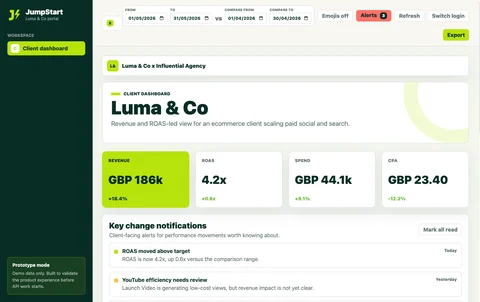 JumpStart
Luma & Co portal
WORKSPACE
C Client dashboard
Prototype mode
Demo data only. Built to validate
the product experience before
API work starts.
FROM TO COMPARE FROM COMPARE TO
01/05/2026 31/05/2026 VS 01/04/2026 30/04/2026
Emojis off Alerts 3 Refresh Switch login
Export
LA Luma & Co x Influential Agency
CLIENT DASHBOARD
Luma & Co
Revenue and ROAS-led view for an ecommerce client scaling paid social and search.
REVENUE
GBP 186k
+18.4%
ROAS
4.2x
+0.6x
SPEND
GBP 44.1k
+9.1%
CPA
GBP 23.40
-12.2%
Key change notifications
Client-facing alerts for performance movements worth knowing about.
Mark all read
ROAS moved above target Today
ROAS is now 4.2x, up 0.6x versus the comparison range.
YouTube efficiency needs review Yesterday
Launch Video is generating low-cost views, but revenue impact is not yet clear.